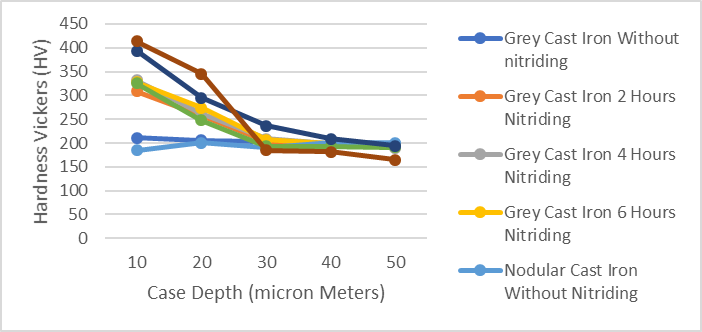 450
400
350
300
250
200
150
100
50
0
Hardness Vickers (HV)
10 20 30 40 50
Case Depth (micron Meters)
Grey Cast Iron Without
nitriding
Grey Cast Iron 2 Hours
Nitriding
Grey Cast Iron 4 Hours
Nitriding
Grey Cast Iron 6 Hours
Nitriding
Nodular Cast Iron
Without Nitriding